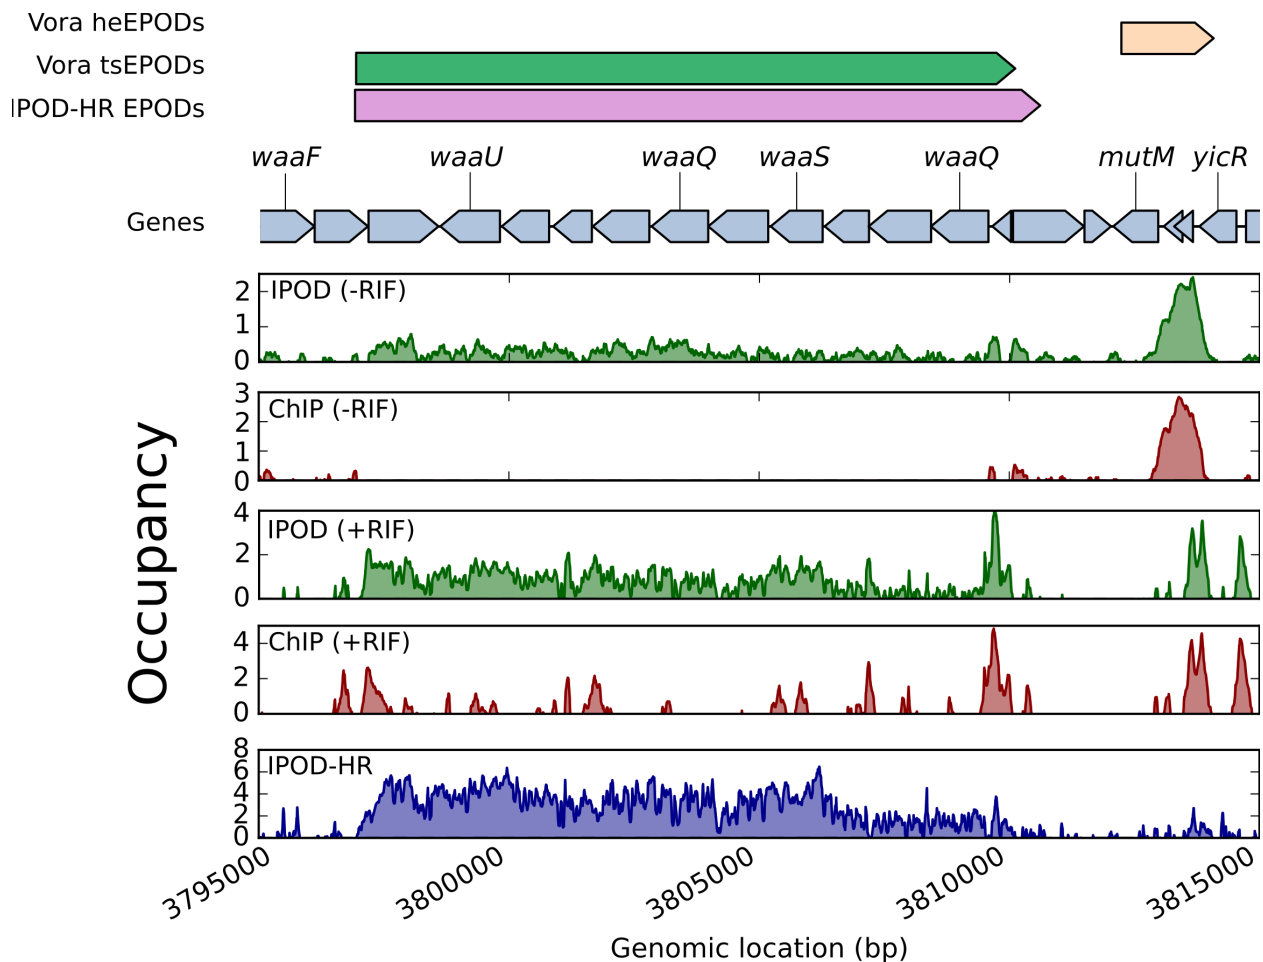 Vora heEPODs
Vora tsEPODs
IPOD-HR EPODs
waaF waaU waaQ waaS waaQ mutM yicR
Genes
IPOD (-RIF)
2
1
0
ChIP (-RIF)
3
2
1
0
IPOD (+RIF)
4
2
0
ChIP (+RIF)
4
2
0
IPOD-HR
8
6
4
2
0
Occupancy
3795000 3800000 3805000 3810000 3815000
Genomic location (bp)